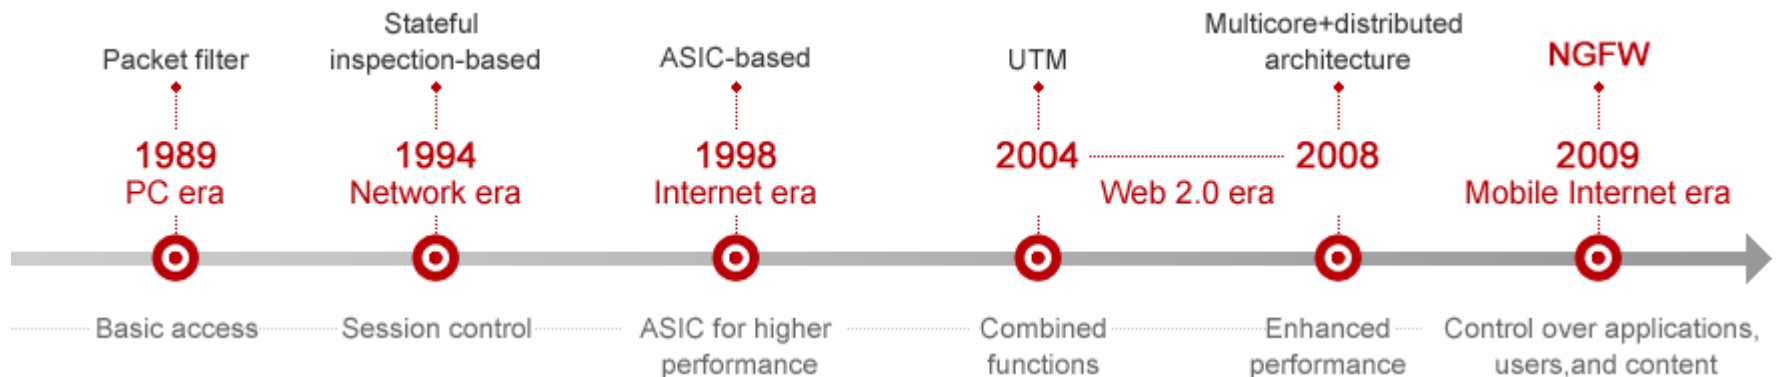 Packet filter
Stateful
inspection-based
ASIC-based
UTM
Multicore+distributed
architecture
NGFW
1989
PC era
1994
Network era
1998
Internet era
2004
2008
Web 2.0 era
2009
Mobile Internet era
Basic access
Session control
ASIC for higher
performance
Combined
functions
Enhanced
performance
Control over applications,
users,and content